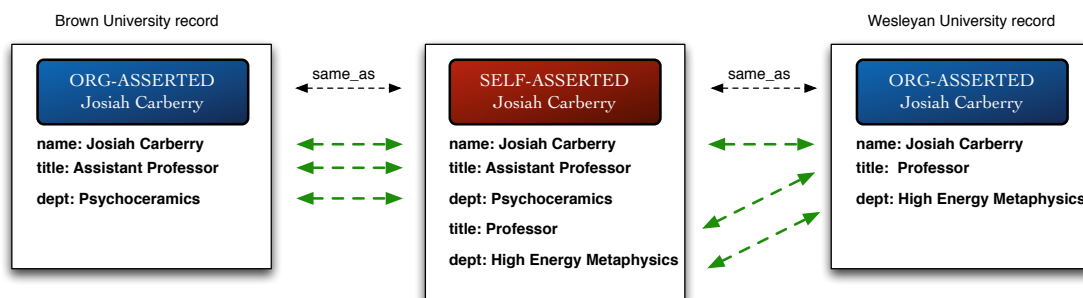 Brown University record
Wesleyan University record
ORG-ASSERTED
Josiah Carberry
same_as
SELF-ASSERTED
Josiah Carberry
same_as
ORG-ASSERTED
Josiah Carberry
name: Josiah Carberry
title: Assistant Professor
dept: Psychoceramics
name: Josiah Carberry
title: Assistant Professor
dept: Psychoceramics
title: Professor
dept: High Energy Metaphysics
name: Josiah Carberry
title: Professor
dept: High Energy Metaphysics